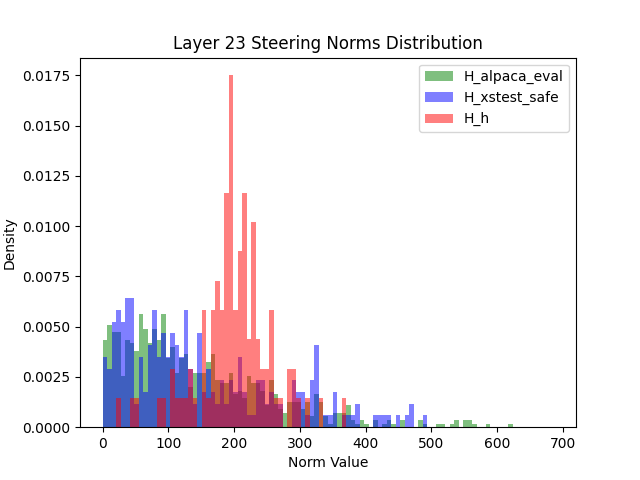 Layer 23 Steering Norms Distribution
H_alpaca_eval
H_xstest_safe
H_h
0.0175
0.0150
0.0125
0.0100
0.0075
0.0050
0.0025
0.0000
Density
0 100 200 300 400 500 600 700
Norm Value